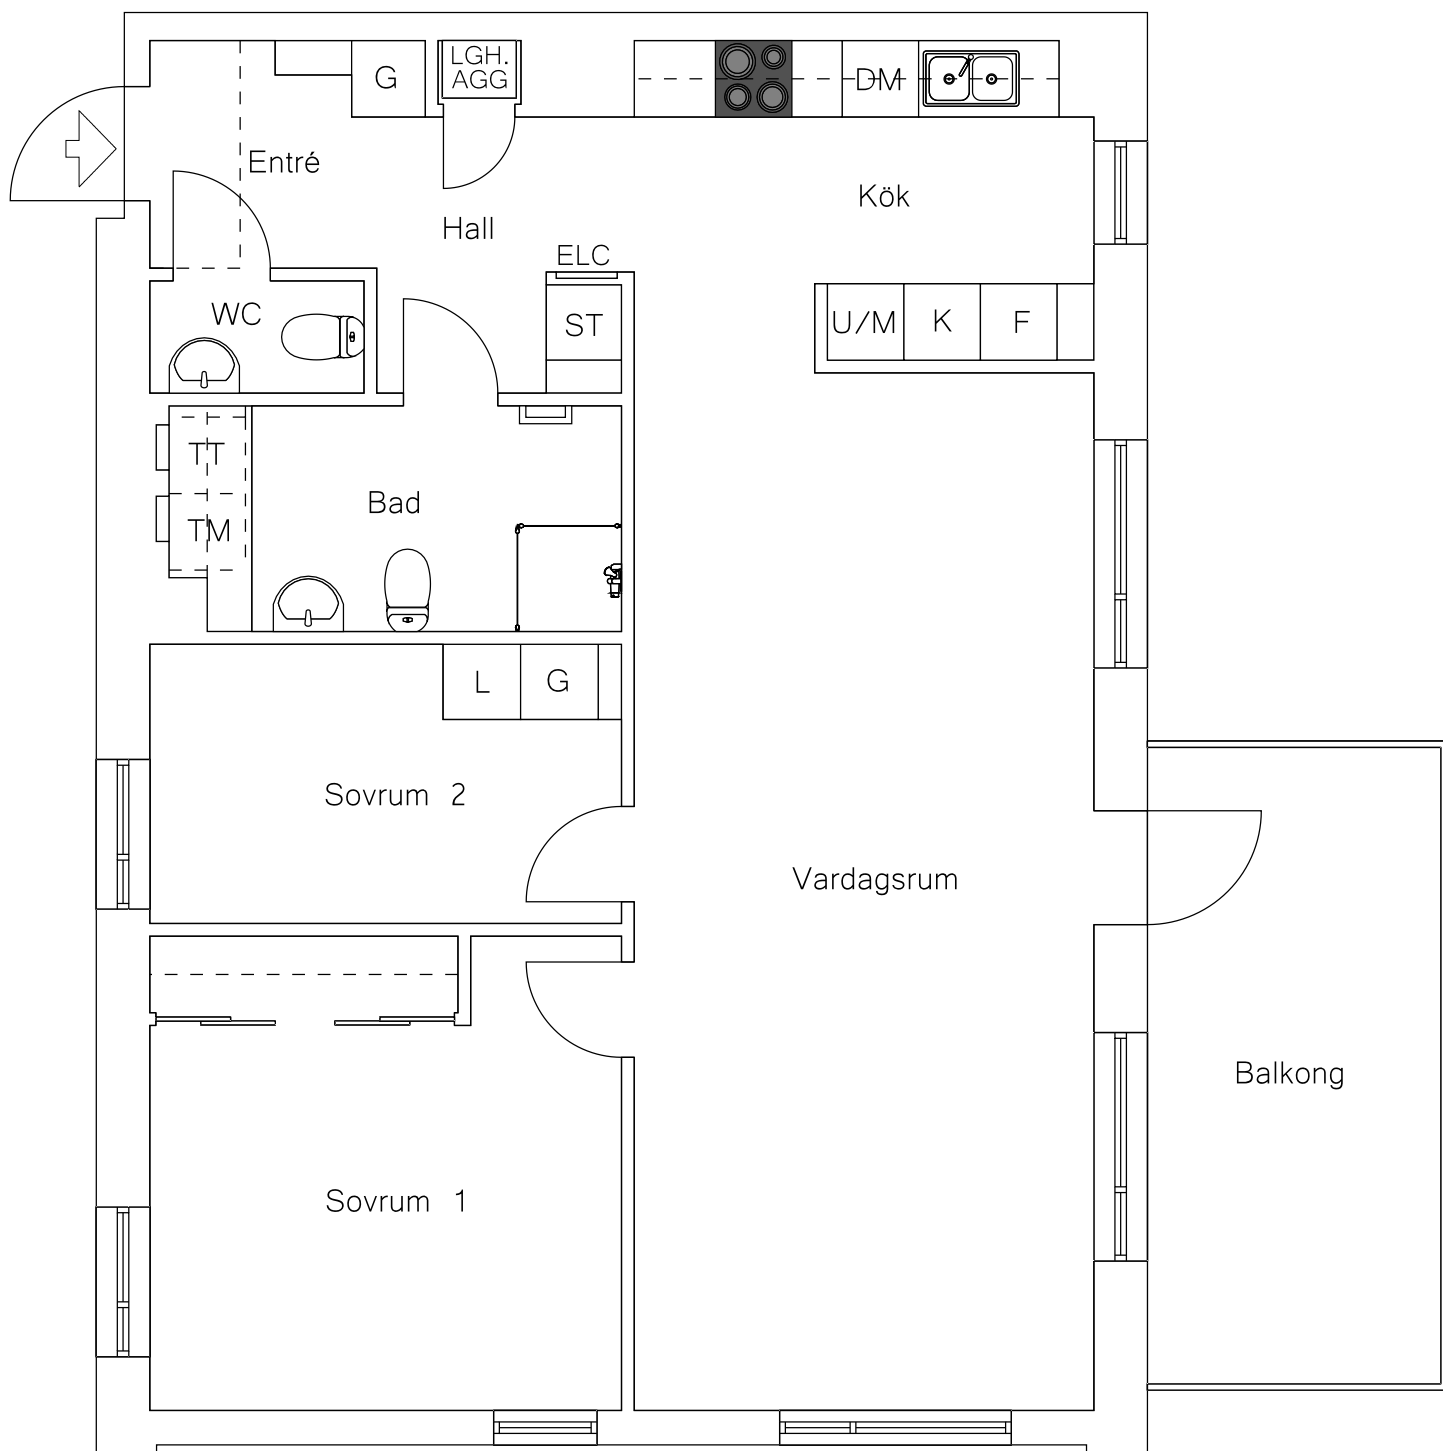 LGH.
AGG
G
DM
Entré
Kök
Hall
ELC
WC
ST
U/M
K
F
TT
Bad
TM
L
G
Sovrum 2
Vardagsrum
Balkong
Sovrum 1